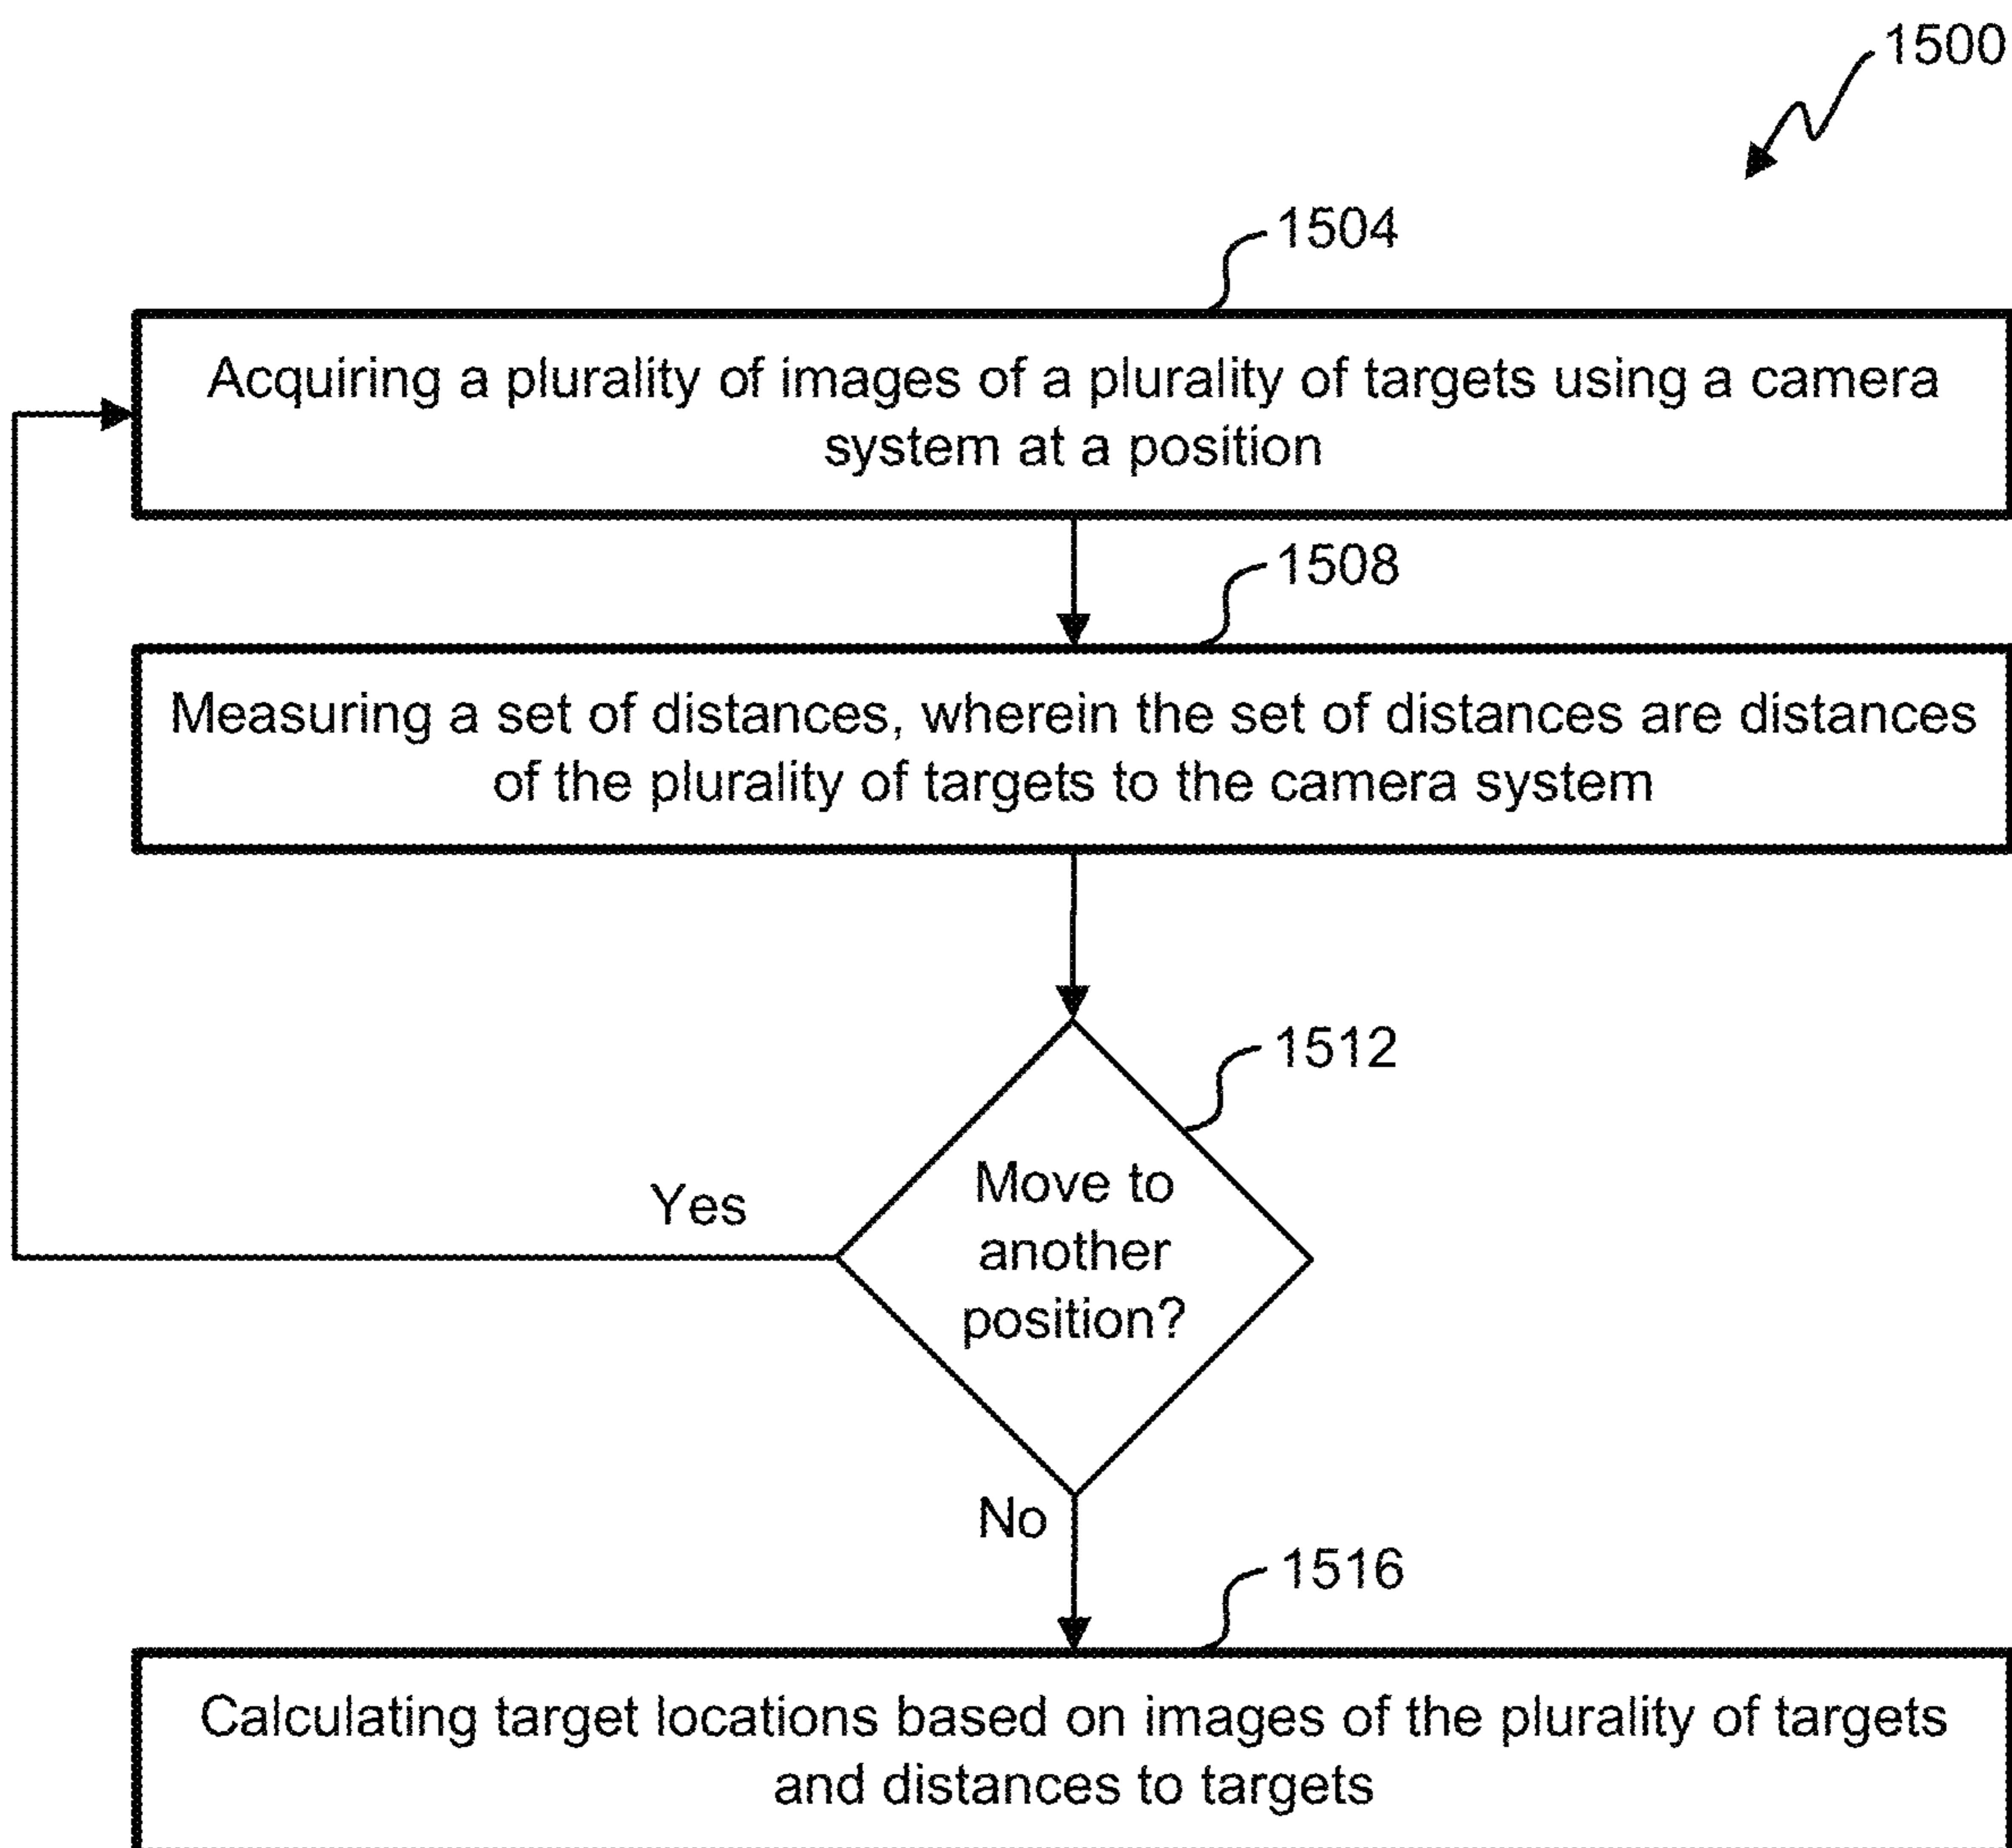 1500
1504
Acquiring a plurality of images of a plurality of targets using a camera
system at a position
1508
Measuring a set of distances, wherein the set of distances are distances
of the plurality of targets to the camera system
1512
Move to
another
position?
Yes
No
1516
Calculating target locations based on images of the plurality of targets
and distances to targets